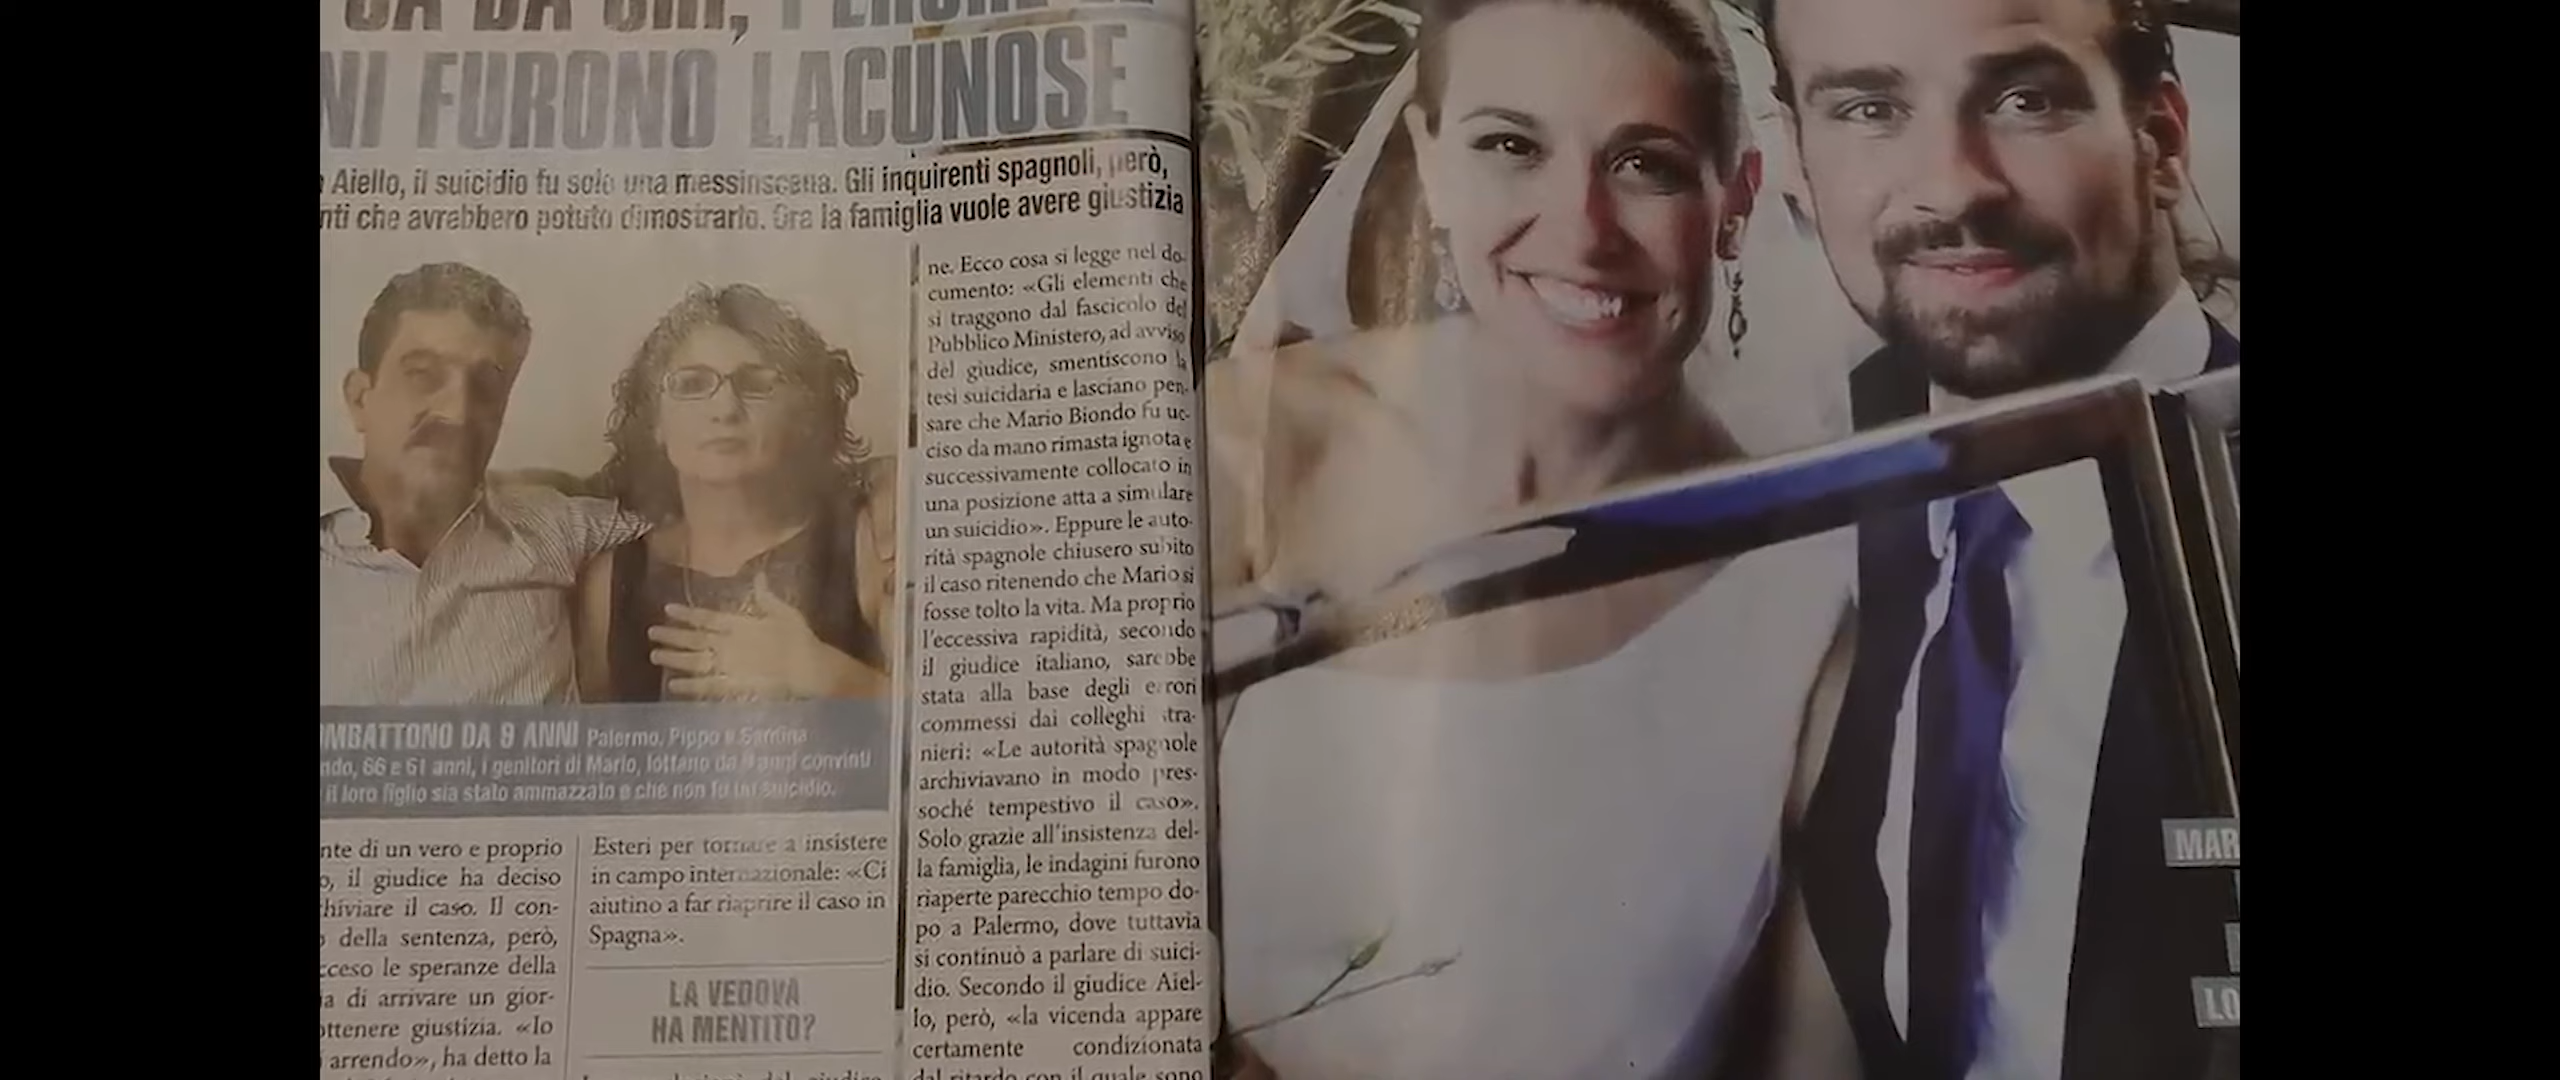 NI FURONO LACUNOSE
Aiello, il suicidio fu solo una messinscena. Gli inquirenti spagnoli, però,
nti che avrebbero potuto dimostrarlo. Ora la famiglia vuole avere giustizia
MBATTONO DA 9 ANNI Palermo. Pippo e Santina
ndo, 66 e 61 anni, i genitori di Mario, lottano da 9 anni convinti
il loro figlio sia stato ammazzato e che non fu un suicidio.
nte di un vero e proprio
o, il giudice ha deciso
hiviare il caso. Il con-
della sentenza, però,
cceso le speranze della
ia di arrivare un gior-
ottenere giustizia. «Io
arrendo», ha detto la
Esteri per tornare a insistere
in campo internazionale: «Ci
aiutino a far riaprire il caso in
Spagna».
LA VEDOVA
HA MENTITO?
ne. Ecco cosa si legge nel do-
cumento: «Gli elementi che
si traggono dal fascicolo del
Pubblico Ministero, ad avviso
del giudice, smentiscono la
tesi suicidaria e lasciano pen-
sare che Mario Biondo fu uc-
ciso da mano rimasta ignota e
successivamente collocato in
una posizione atta a simulare
un suicidio». Eppure le auto-
rità spagnole chiusero subito
il caso ritenendo che Mario si
fosse tolto la vita. Ma proprio
l'eccessiva rapidità, secondo
il giudice italiano, sarebbe
stata alla base degli errori
commessi dai colleghi stra-
nieri: «Le autorità spagnole
archiviavano in modo pres-
soché tempestivo il caso».
Solo grazie all'insistenza del-
la famiglia, le indagini furono
riaperte parecchio tempo do-
po a Palermo, dove tuttavia
si continuò a parlare di suici-
dio. Secondo il giudice Aiel-
lo, però, «la vicenda appare
certamente condizionata
dal ritardo con il quale sono
MAR
LO